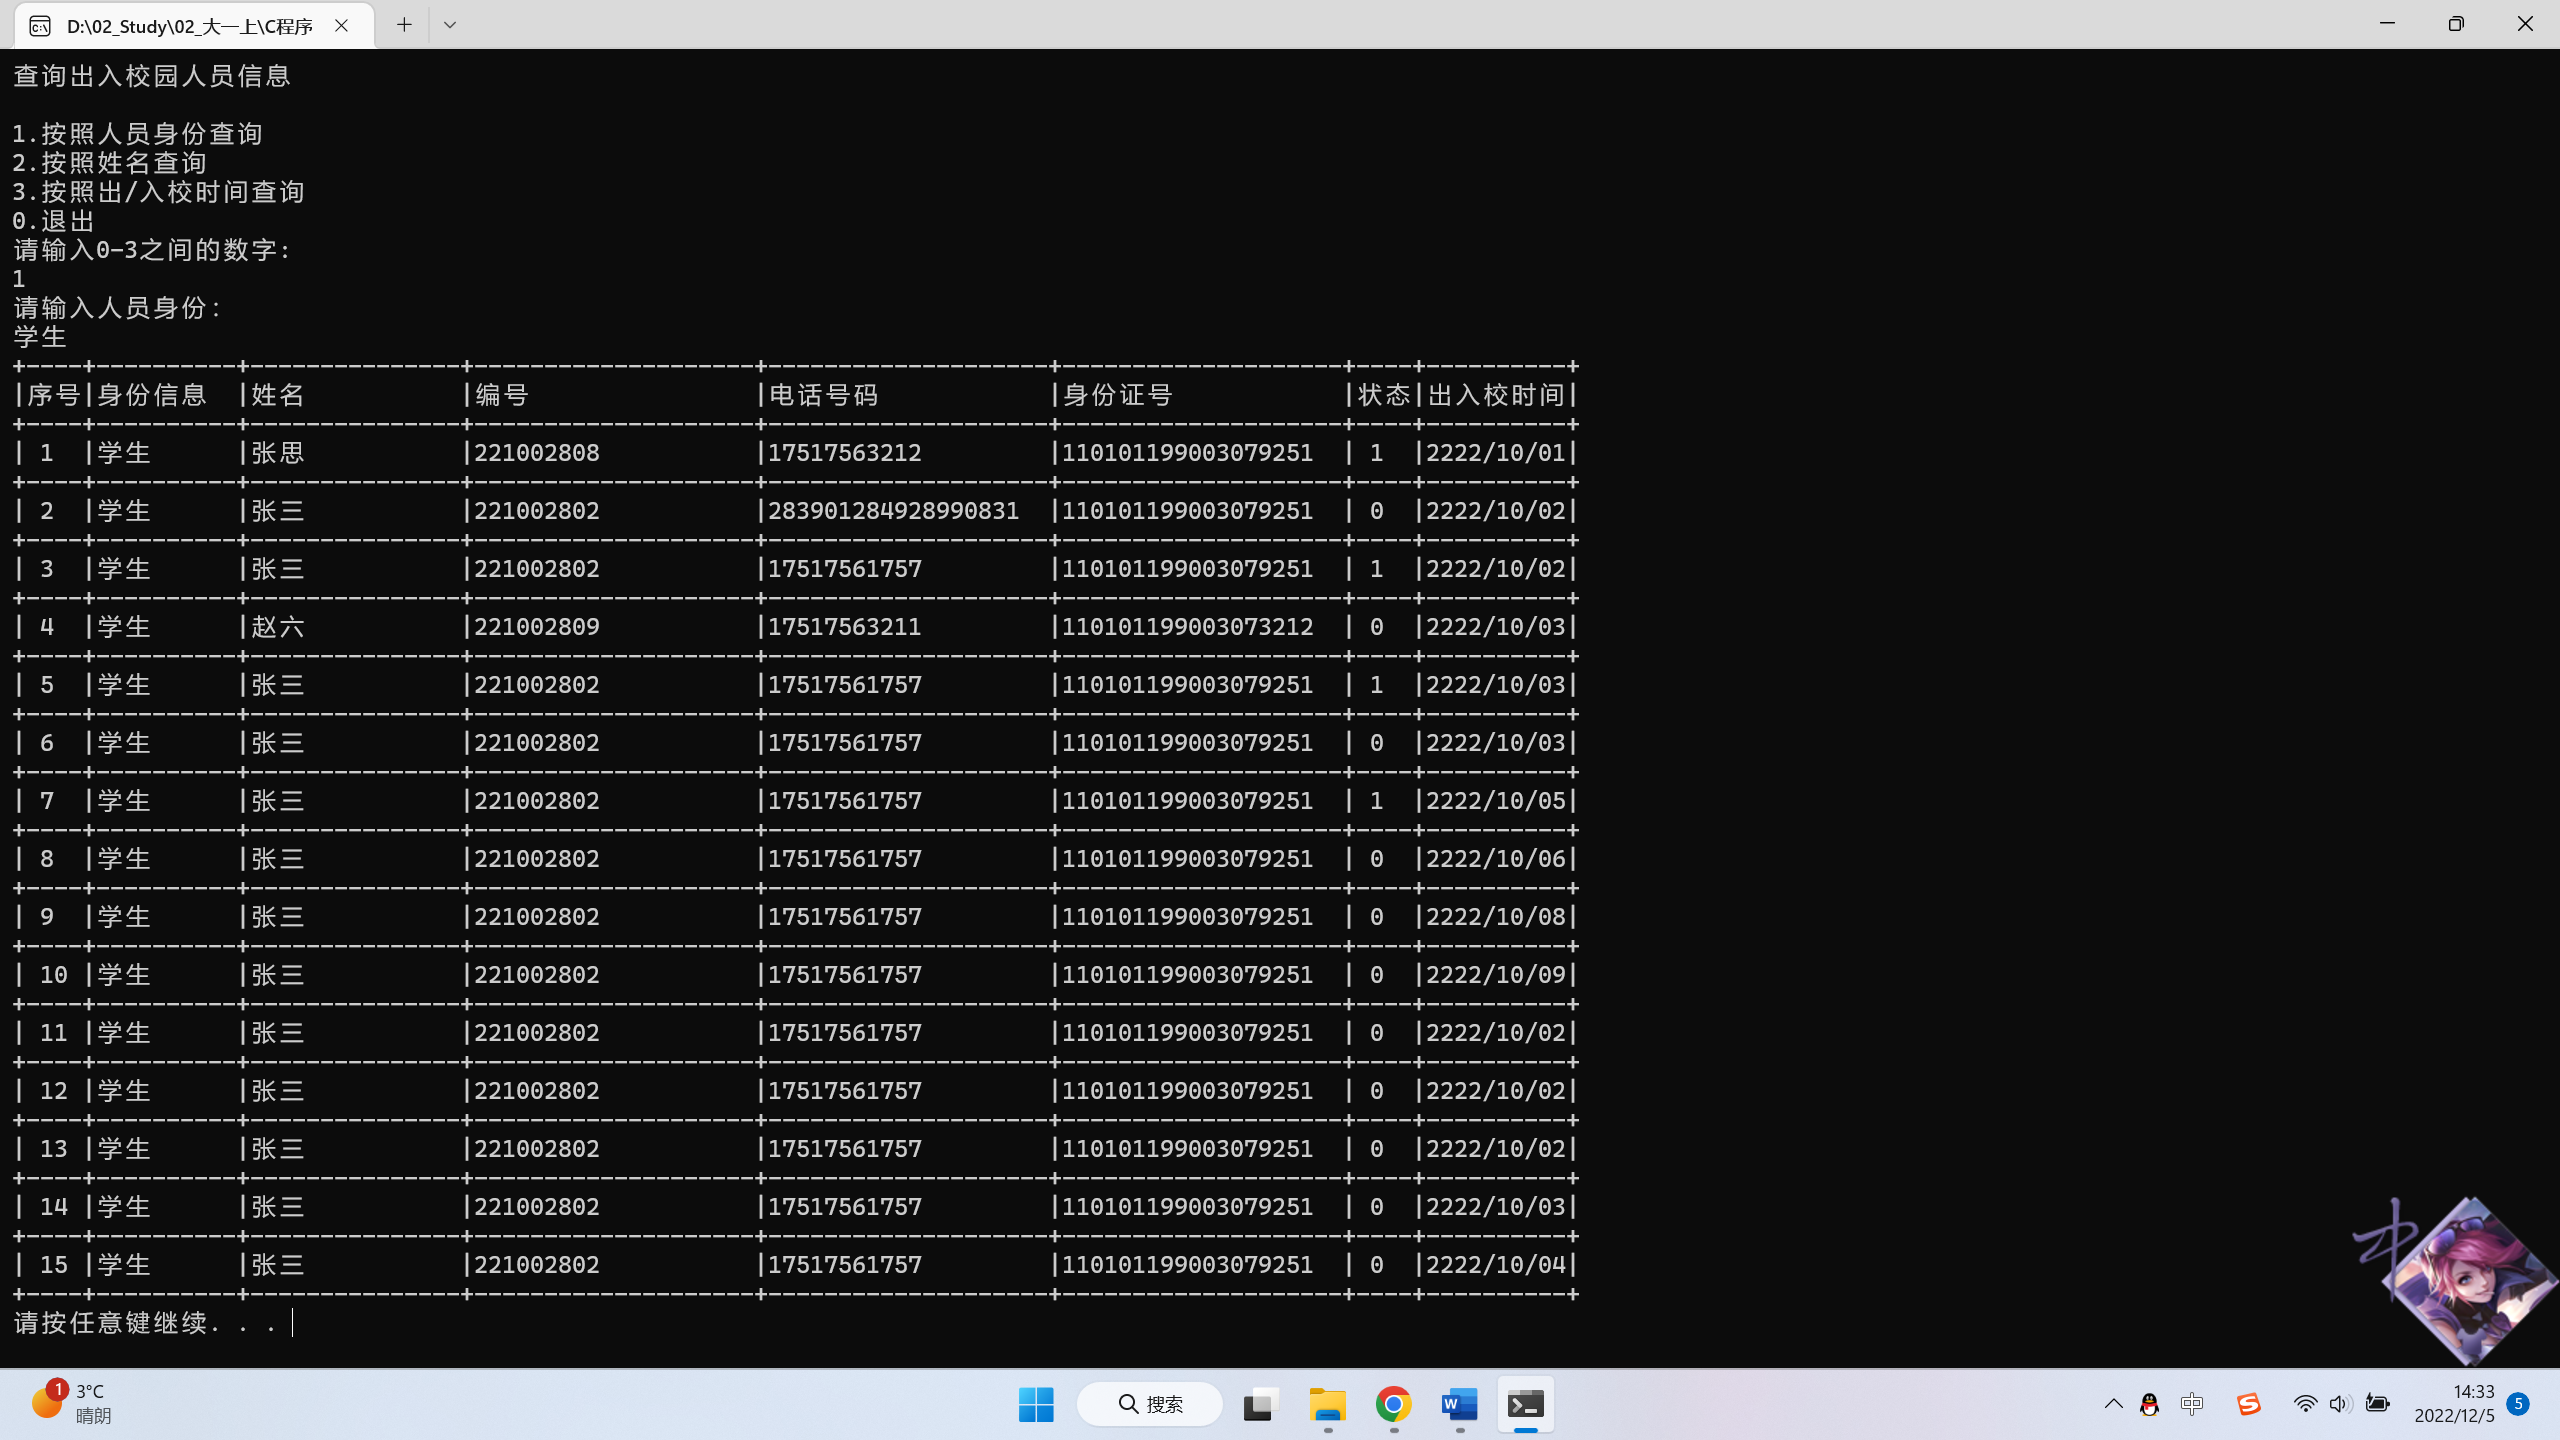 D:\02_Study\02_大一上\C程序
查询出入校园人员信息
1.按照人员身份查询
2.按照姓名查询
3.按照出/入校时间查询
0.退出
请输入0-3之间的数字:
1
请输入人员身份:
学生
+----+----------+---------------+--------------------+--------------------+--------------------+----+----------+
|序号|身份信息  |姓名           |编号                |电话号码            |身份证号            |状态|出入校时间|
+----+----------+---------------+--------------------+--------------------+--------------------+----+----------+
| 1  |学生      |张思           |221002808           |17517563212         |110101199003079251  | 1  |2222/10/01|
+----+----------+---------------+--------------------+--------------------+--------------------+----+----------+
| 2  |学生      |张三           |221002802           |283901284928990831  |110101199003079251  | 0  |2222/10/02|
+----+----------+---------------+--------------------+--------------------+--------------------+----+----------+
| 3  |学生      |张三           |221002802           |17517561757         |110101199003079251  | 1  |2222/10/02|
+----+----------+---------------+--------------------+--------------------+--------------------+----+----------+
| 4  |学生      |赵六           |221002809           |17517563211         |110101199003073212  | 0  |2222/10/03|
+----+----------+---------------+--------------------+--------------------+--------------------+----+----------+
| 5  |学生      |张三           |221002802           |17517561757         |110101199003079251  | 1  |2222/10/03|
+----+----------+---------------+--------------------+--------------------+--------------------+----+----------+
| 6  |学生      |张三           |221002802           |17517561757         |110101199003079251  | 0  |2222/10/03|
+----+----------+---------------+--------------------+--------------------+--------------------+----+----------+
| 7  |学生      |张三           |221002802           |17517561757         |110101199003079251  | 1  |2222/10/05|
+----+----------+---------------+--------------------+--------------------+--------------------+----+----------+
| 8  |学生      |张三           |221002802           |17517561757         |110101199003079251  | 0  |2222/10/06|
+----+----------+---------------+--------------------+--------------------+--------------------+----+----------+
| 9  |学生      |张三           |221002802           |17517561757         |110101199003079251  | 0  |2222/10/08|
+----+----------+---------------+--------------------+--------------------+--------------------+----+----------+
| 10 |学生      |张三           |221002802           |17517561757         |110101199003079251  | 0  |2222/10/09|
+----+----------+---------------+--------------------+--------------------+--------------------+----+----------+
| 11 |学生      |张三           |221002802           |17517561757         |110101199003079251  | 0  |2222/10/02|
+----+----------+---------------+--------------------+--------------------+--------------------+----+----------+
| 12 |学生      |张三           |221002802           |17517561757         |110101199003079251  | 0  |2222/10/02|
+----+----------+---------------+--------------------+--------------------+--------------------+----+----------+
| 13 |学生      |张三           |221002802           |17517561757         |110101199003079251  | 0  |2222/10/02|
+----+----------+---------------+--------------------+--------------------+--------------------+----+----------+
| 14 |学生      |张三           |221002802           |17517561757         |110101199003079251  | 0  |2222/10/03|
+----+----------+---------------+--------------------+--------------------+--------------------+----+----------+
| 15 |学生      |张三           |221002802           |17517561757         |110101199003079251  | 0  |2222/10/04|
+----+----------+---------------+--------------------+--------------------+--------------------+----+----------+
请按任意键继续. . .
中
1
3°C
晴朗
搜索
中
14:33
2022/12/5
5